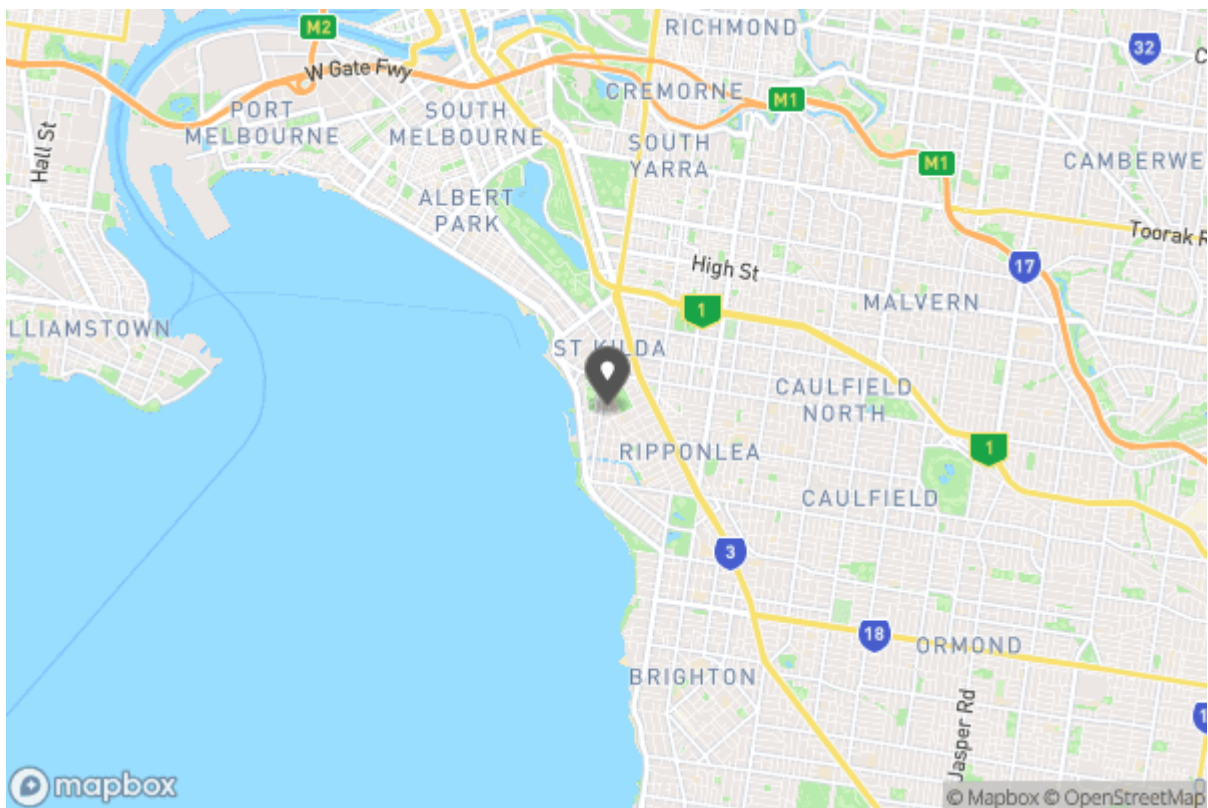 RICHMOND
M2
32
W Gate Fwy
CREMORNE
M1
PORT
MELBOURNE
SOUTH
MELBOURNE
Hall St
SOUTH
YARRA
M1
CAMBERWE
ALBERT
PARK
Toorak R
High St
17
1
MALVERN
LLIAMSTOWN
ST KILDA
CAULFIELD
NORTH
RIPPONLEA
1
CAULFIELD
3
18
ORMOND
BRIGHTON
Jasper Rd
mapbox
© Mapbox © OpenStreetMap